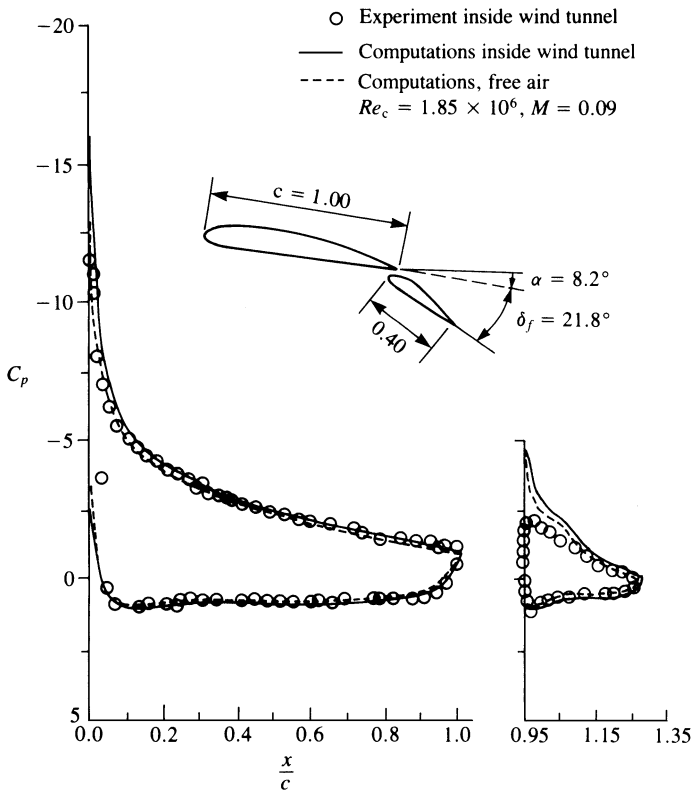 Experiment inside wind tunnel
Computations inside wind tunnel
Computations, free air
Re_c = 1.85 × 10⁶, M = 0.09
−20
−15
−10
−5
0
5
C_p
c = 1.00
0.40
α = 8.2°
δ_f = 21.8°
0.0 0.2 0.4 0.6 0.8 1.0
0.95 1.15 1.35
x
c